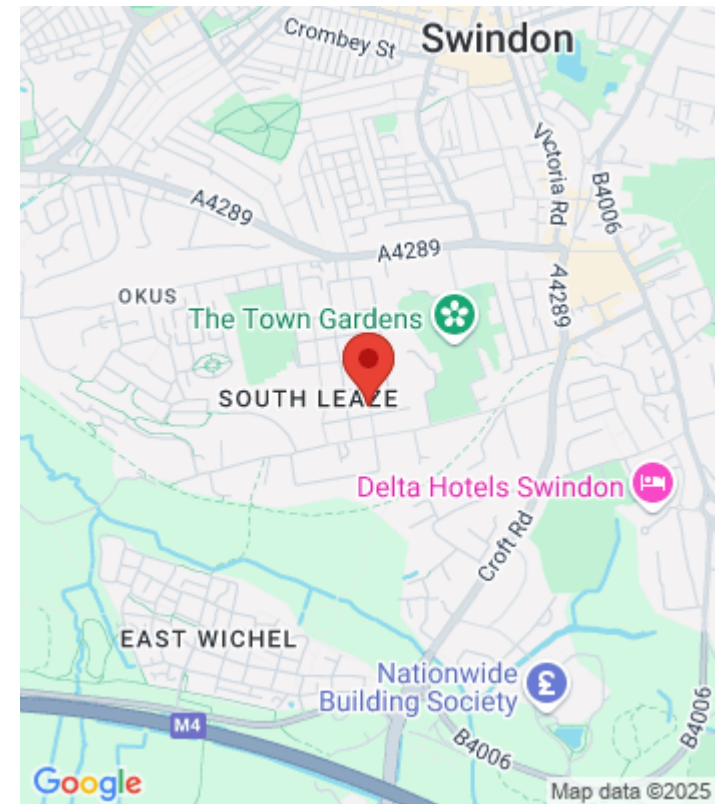 Crombey St
Swindon
Victoria Rd
B4006
A4289
A4289
A4289
OKUS
The Town Gardens
SOUTH LEAZE
Delta Hotels Swindon
Croft Rd
EAST WICHEL
Nationwide
Building Society
£
M4
B4006
B4006
Google
Map data ©2025